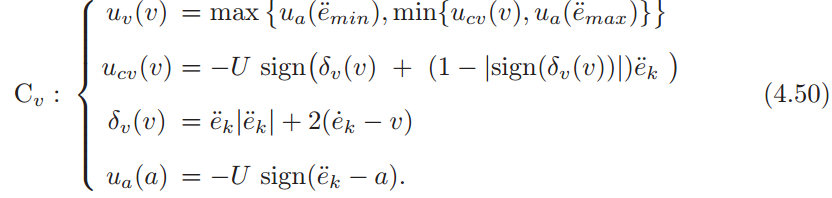 u_v(v) = max {u_a(ë_min), min{u_cv(v), u_a(ë_max)}}
u_cv(v) = −U sign(δ_v(v) + (1 − |sign(δ_v(v))|)ë_k )
C_v : (4.50)
δ_v(v) = ë_k|ë_k| + 2(ė_k − v)
u_a(a) = −U sign(ë_k − a).